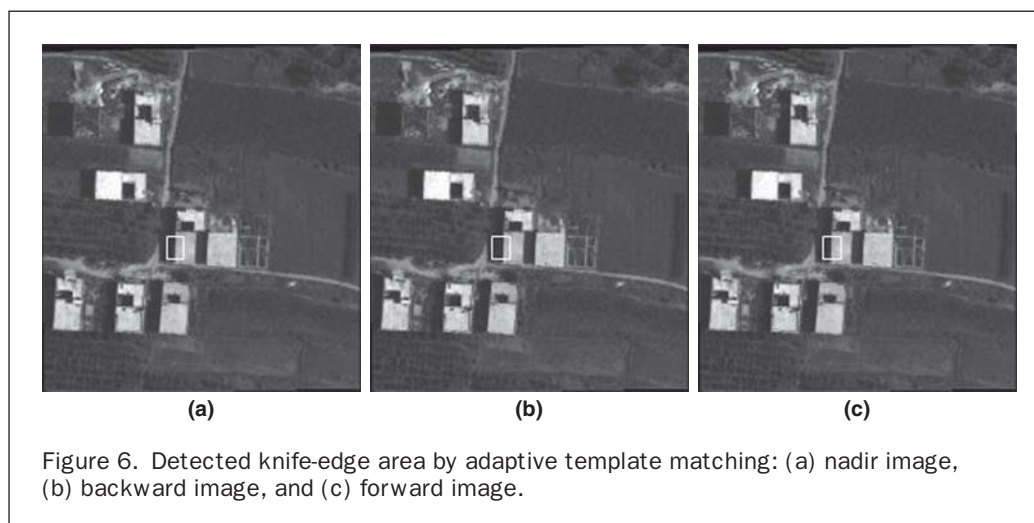 (a)
(b)
(c)
Figure 6. Detected knife-edge area by adaptive template matching: (a) nadir image,
(b) backward image, and (c) forward image.